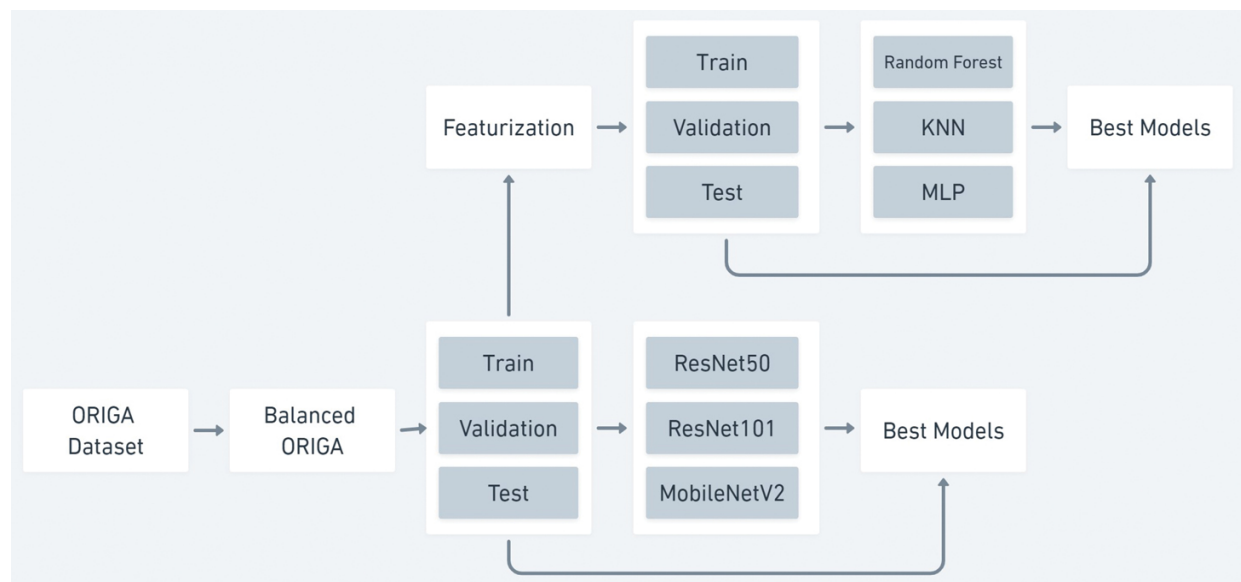 Train
Random Forest
Featurization
Validation
KNN
Best Models
Test
MLP
Train
ResNet50
ORIGA
Dataset
Balanced
ORIGA
Validation
ResNet101
Best Models
Test
MobileNetV2